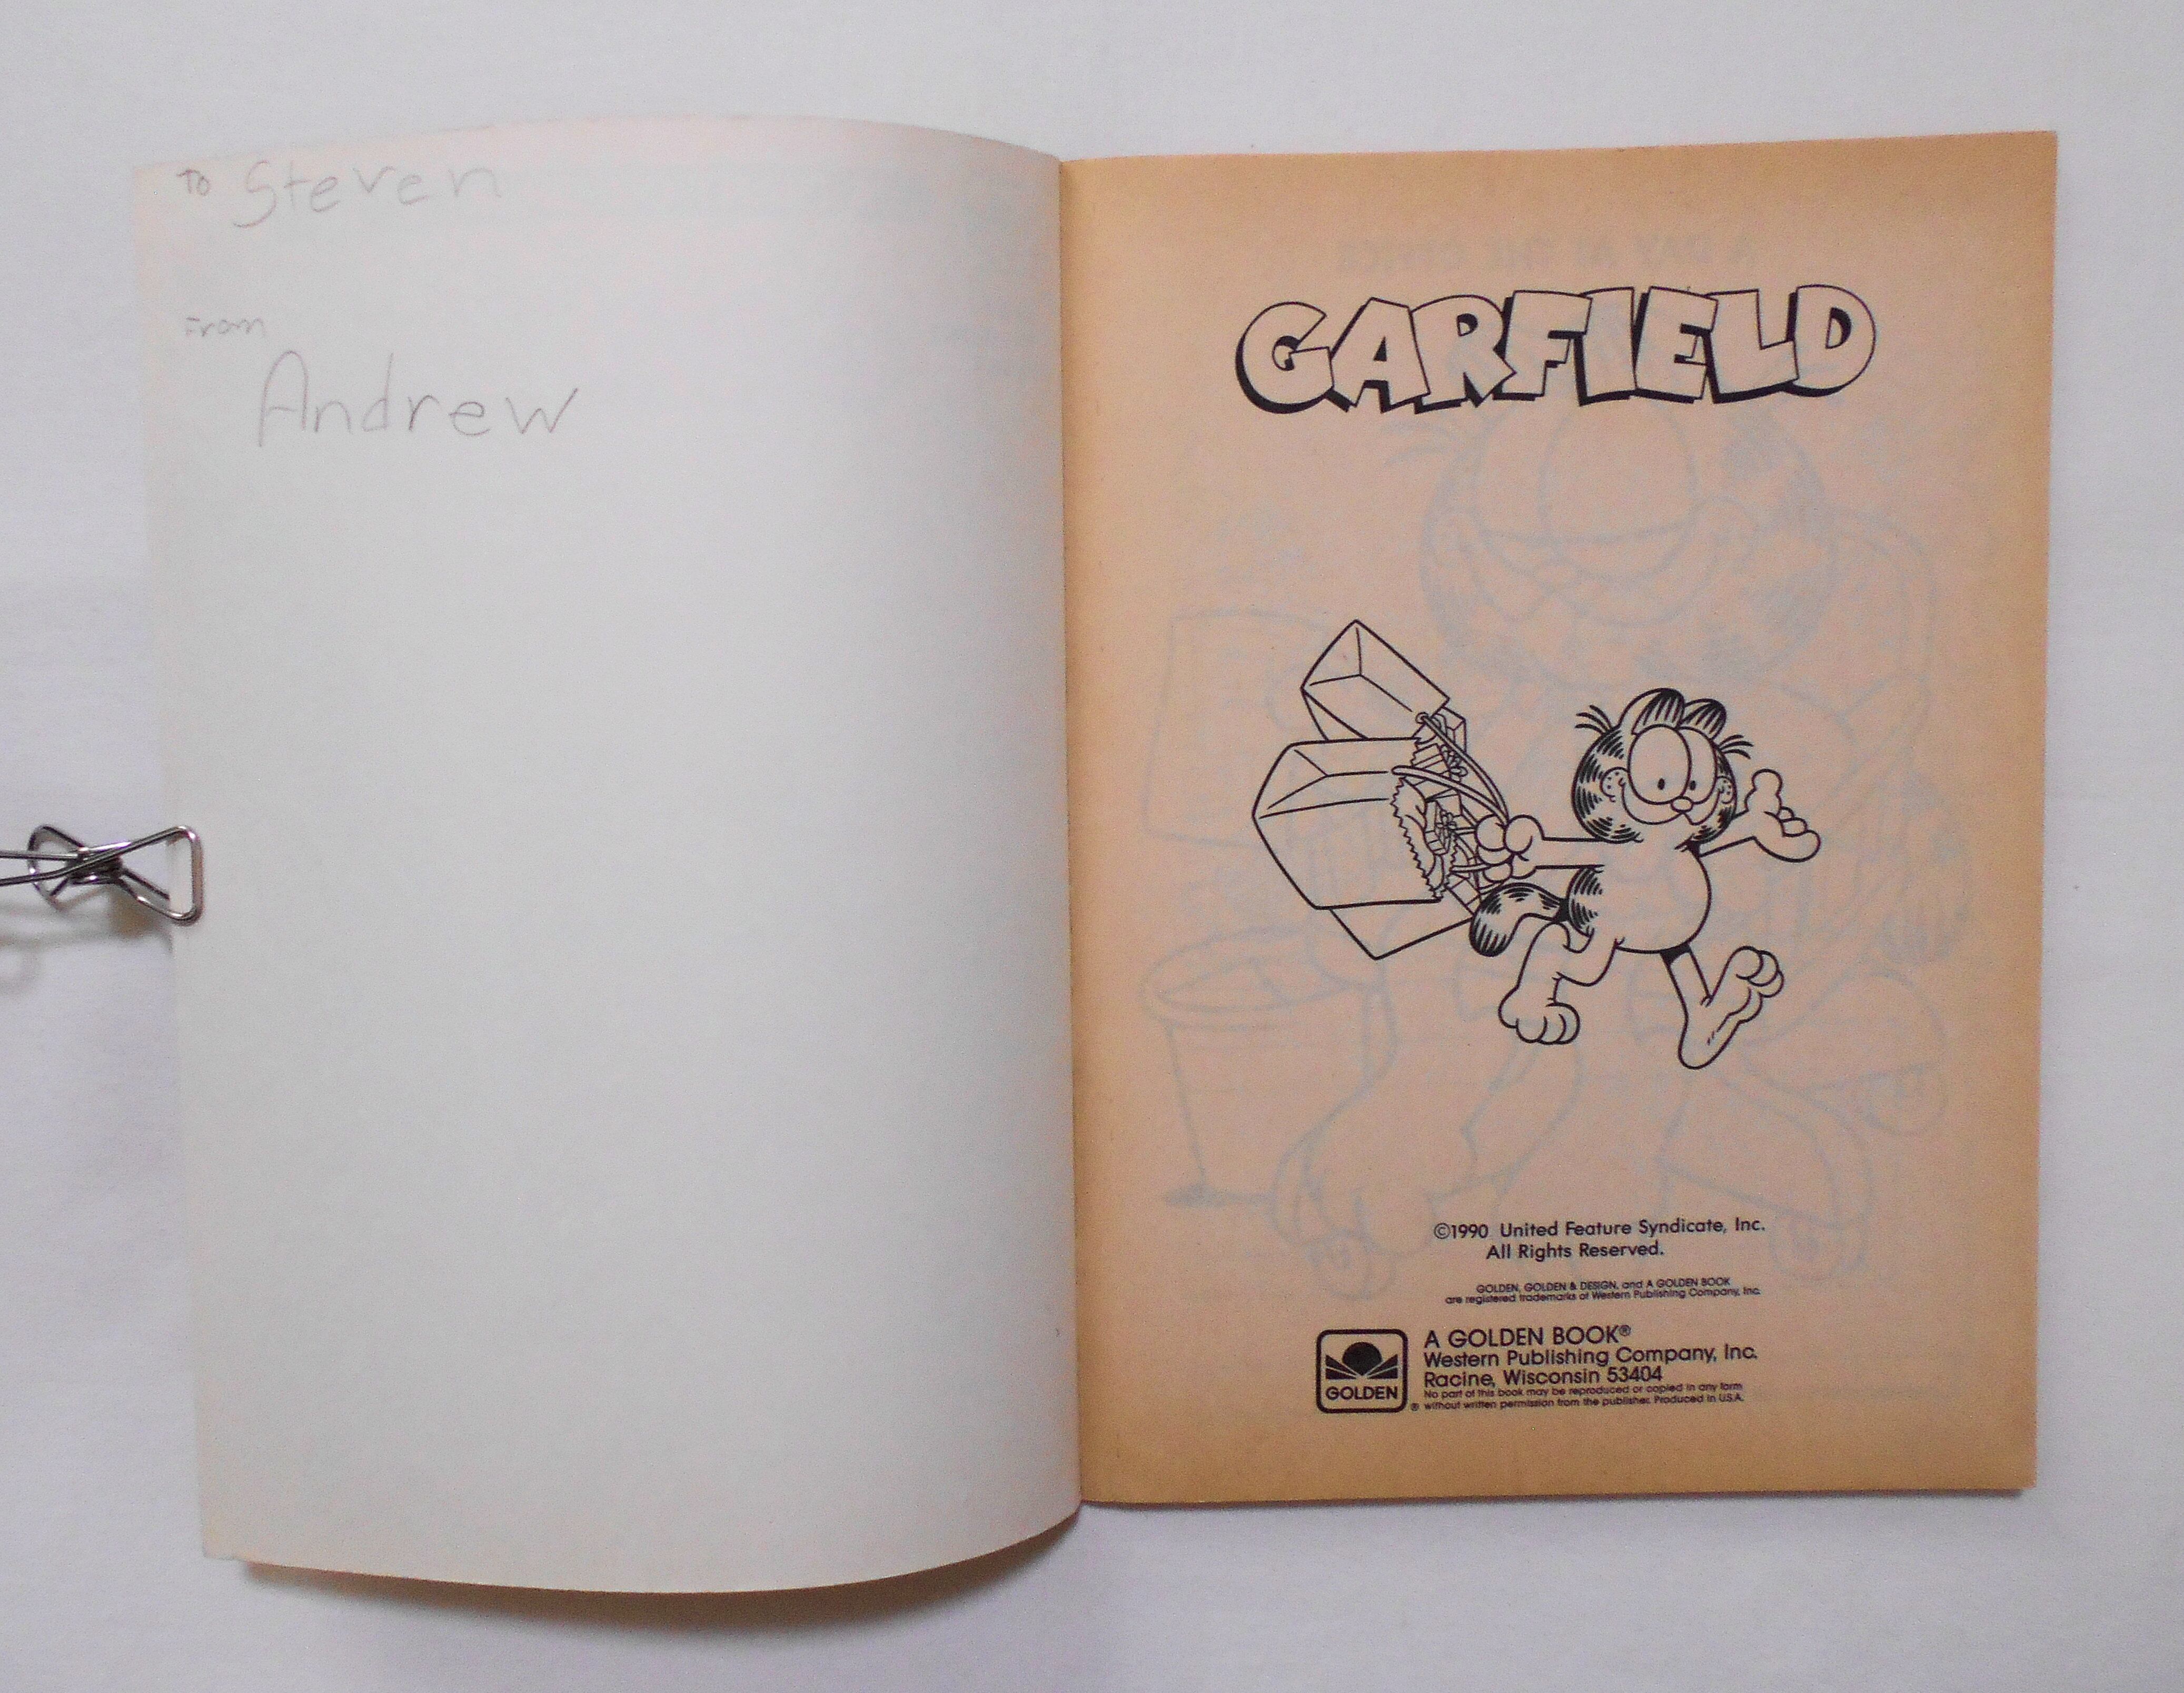 To Steven
From
Andrew
GARFIELD
©1990 United Feature Syndicate, Inc.
All Rights Reserved.
GOLDEN, GOLDEN & DESIGN, and A GOLDEN BOOK
are registered trademarks of Western Publishing Company, Inc.
A GOLDEN BOOK®
Western Publishing Company, Inc.
Racine, Wisconsin 53404
No part of this book may be reproduced or copied in any form
® without written permission from the publisher. Produced in U.S.A.
GOLDEN